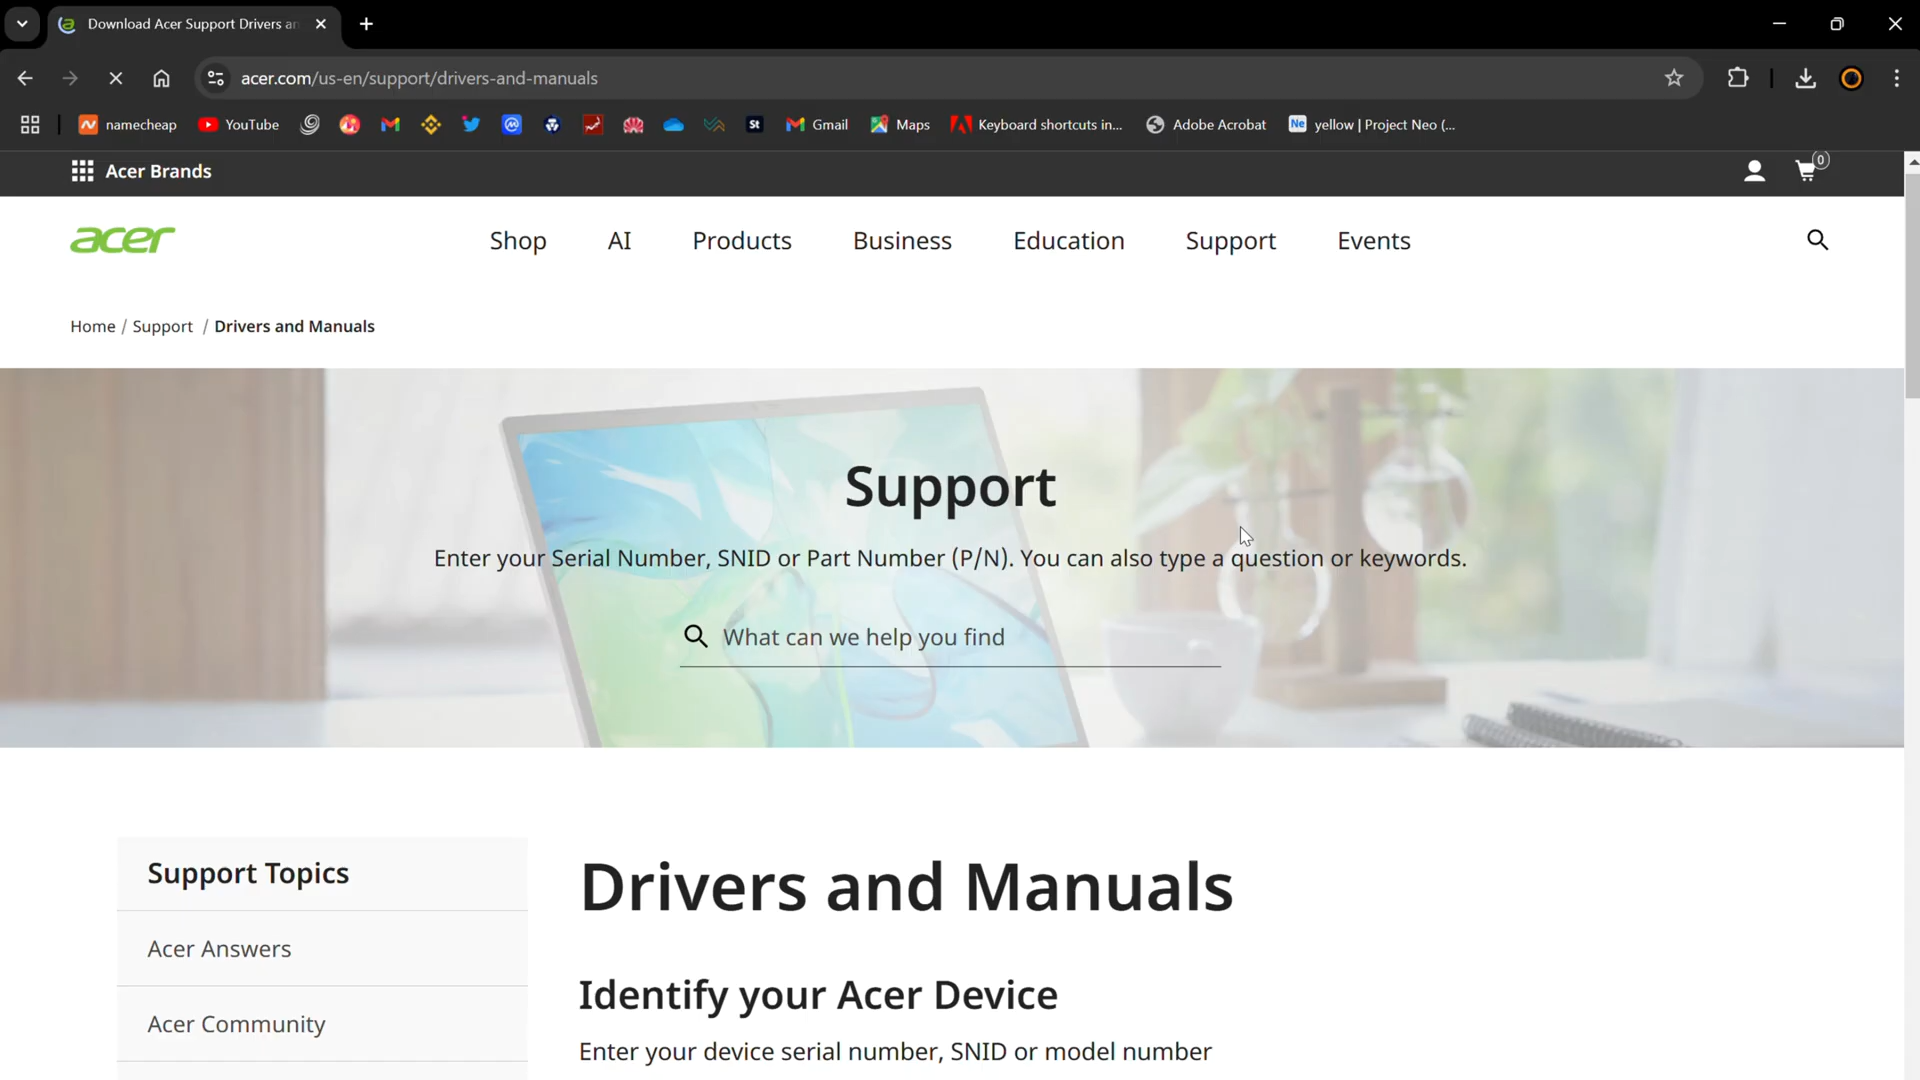 Download Acer Support Drivers an
acer.com/us-en/support/drivers-and-manuals
namecheap
YouTube
St
Gmail
Maps
Keyboard shortcuts in...
Adobe Acrobat
Ne
yellow | Project Neo (...
Acer Brands
0
acer
Shop
AI
Products
Business
Education
Support
Events
Home / Support / Drivers and Manuals
Support
Enter your Serial Number, SNID or Part Number (P/N). You can also type a question or keywords.
What can we help you find
Support Topics
Acer Answers
Acer Community
Drivers and Manuals
Identify your Acer Device
Enter your device serial number, SNID or model number